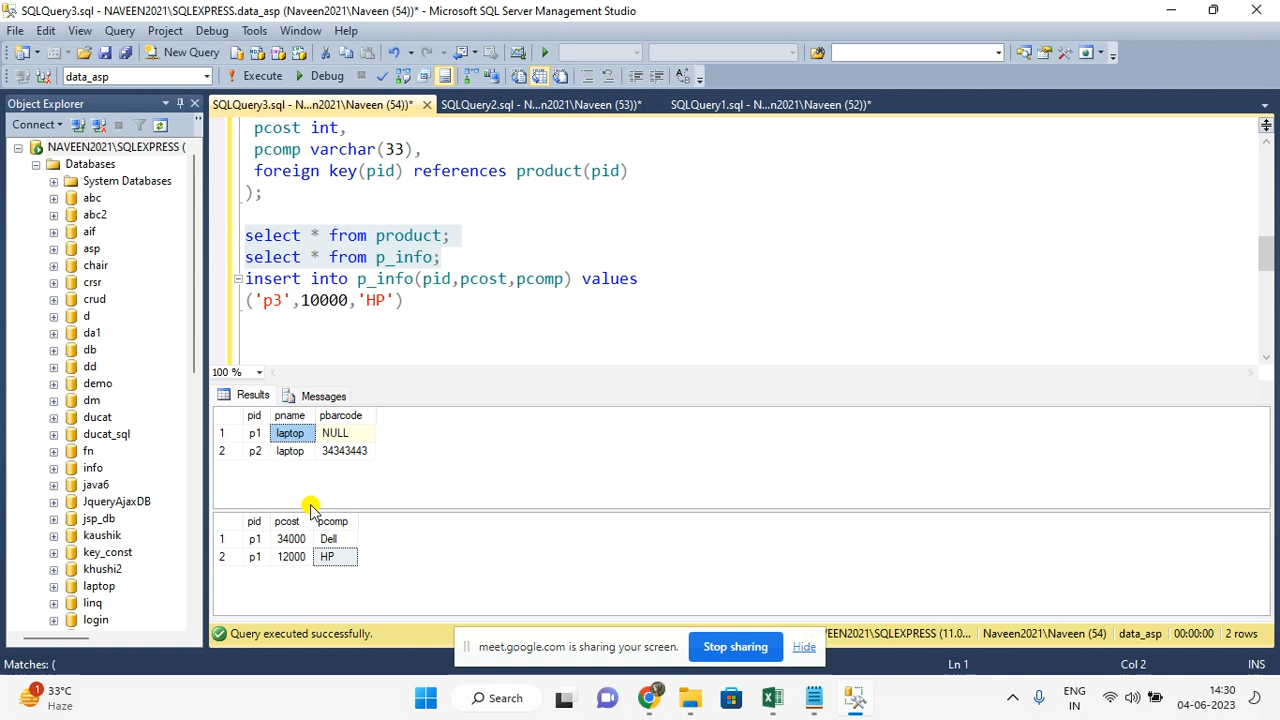 SQLQuery3.sql - NAVEEN2021\SQLEXPRESS.data_asp (Naveen2021\Naveen (54))* - Microsoft SQL Server Management Studio
File Edit View Query Project Debug Tools Window Help
New Query
data_asp Execute Debug
Object Explorer
SQLQuery3.sql - N...n2021\Naveen (54))* SQLQuery2.sql - N...n2021\Naveen (53))* SQLQuery1.sql - N...n2021\Naveen (52))*
Connect
NAVEEN2021\SQLEXPRESS (
Databases
System Databases
abc
abc2
aif
asp
chair
crsr
crud
d
da1
db
dd
demo
dm
ducat
ducat_sql
fn
info
java6
JqueryAjaxDB
jsp_db
kaushik
key_const
khushi2
laptop
linq
login
pcost int,
pcomp varchar(33),
foreign key(pid) references product(pid)
);
select * from product;
select * from p_info;
insert into p_info(pid,pcost,pcomp) values
('p3',10000,'HP')
100 %
Results Messages
pid pname pbarcode
1 p1 laptop NULL
2 p2 laptop 34343443
pid pcost pcomp
1 p1 34000 Dell
2 p1 12000 HP
Query executed successfully. EEN2021\SQLEXPRESS (11.0... Naveen2021\Naveen (54) data_asp 00:00:00 2 rows
meet.google.com is sharing your screen. Stop sharing Hide
Matches: ( Ln 1 Col 2 INS
33°C
Haze
Search
ENG
IN
14:30
04-06-2023
1